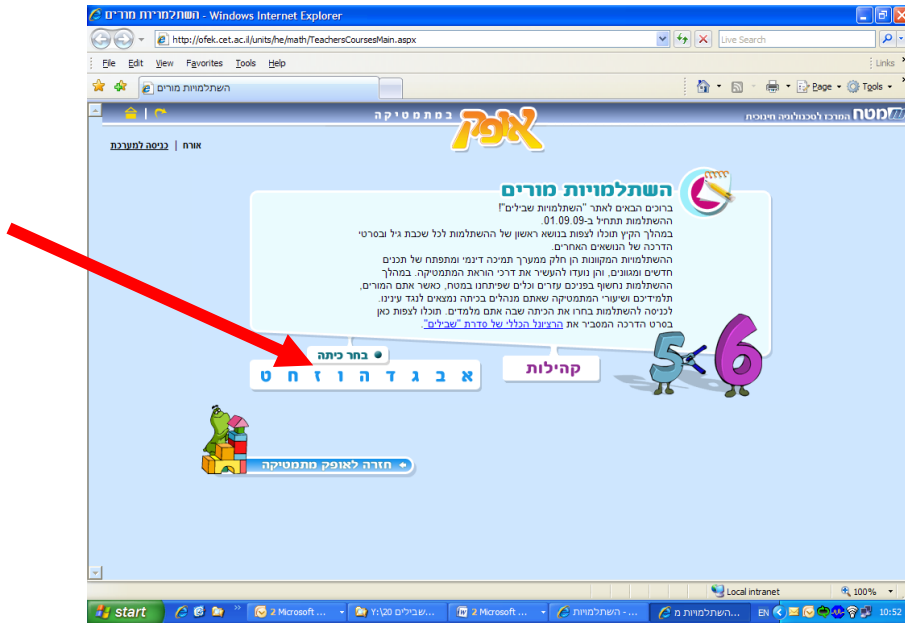 השתלמויות מורים - Windows Internet Explorer
http://ofek.cet.ac.il/units/he/math/TeachersCoursesMain.aspx
Live Search
File Edit View Favorites Tools Help
Links
השתלמויות מורים
Page Tools
מטח המרכז לטכנולוגיה חינוכית
אופק במתמטיקה
אורח | כניסה למערכת
השתלמויות מורים
ברוכים הבאים לאתר "השתלמויות שבילים"!
ההשתלמות תתחיל ב-01.09.09.
במהלך הקיץ תוכלו לצפות בנושא ראשון של ההשתלמות לכל שכבת גיל ובסרטי
הדרכה של הנושאים האחרים.
ההשתלמויות המקוונות הן חלק ממערך תמיכה דינמי ומתפתח של תכנים
חדשים ומגוונים, והן נועדו להעשיר את דרכי הוראת המתמטיקה. במהלך
ההשתלמות נחשוף בפניכם עזרים וכלים שפיתחנו במטח, כאשר אתם המורים,
תלמידיכם ושיעורי המתמטיקה שאתם מנהלים בכיתה נמצאים לנגד עינינו.
לכניסה להשתלמות בחרו את הכיתה שבה אתם מלמדים. תוכלו לצפות כאן
בסרט הדרכה המסביר את הרציונל הכללי של סדרת "שבילים".
בחר כיתה
א ב ג ד ה ו ז ח ט
קהילות
5 6
חזרה לאופק מתמטיקה
Local intranet 100%
start
2 Microsoft ...
Y:\20 שבילים...
2 Microsoft ...
השתלמויות - ...
השתלמויות מ...
EN
10:52